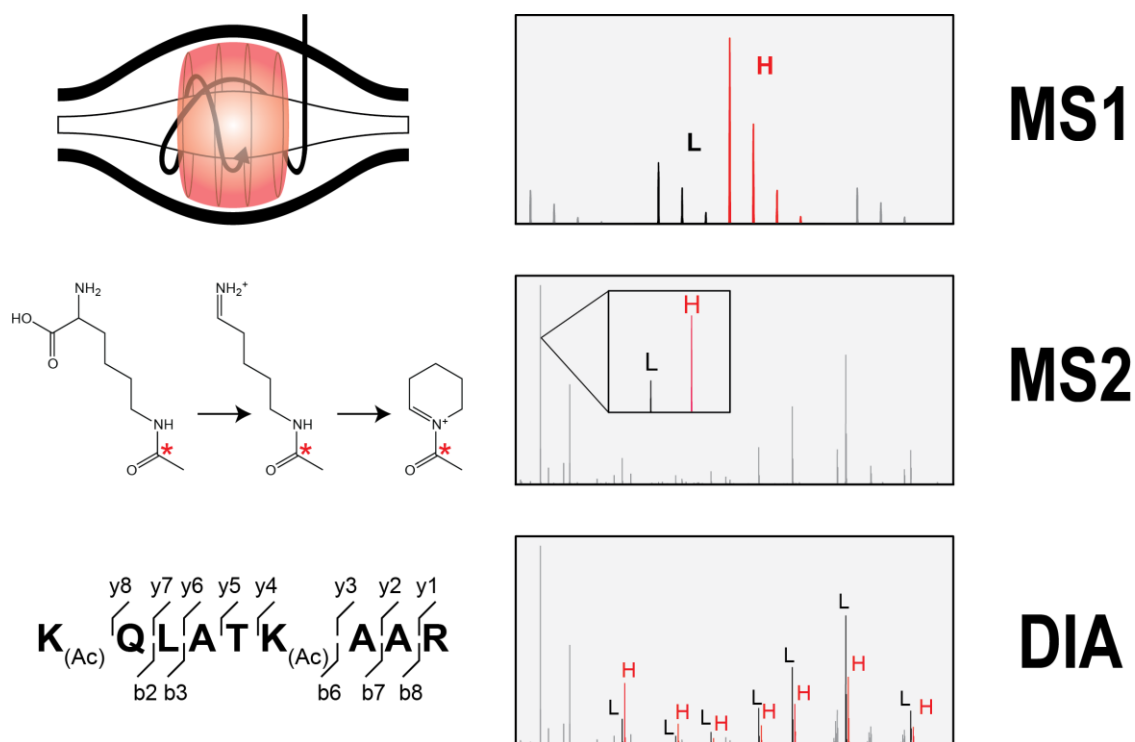 H
L
MS1
NH₂
HO
O
NH
*
O
NH₂⁺
NH
*
O
N⁺
*
O
H
L
MS2
y8 y7 y6 y5 y4 y3 y2 y1
K(Ac) Q L A T K(Ac) A A R
b2 b3 b6 b7 b8
L H
L H
L H
L H
L H
L H
L H
DIA